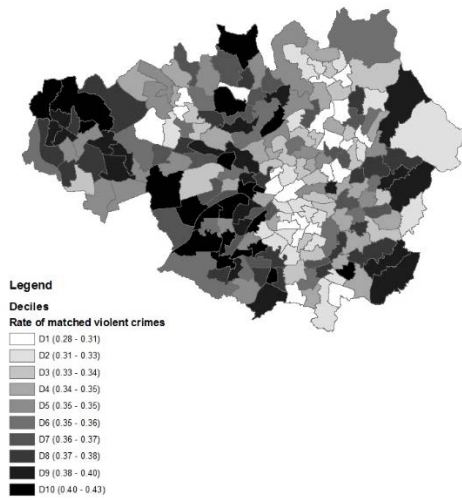 Legend
Deciles
Rate of matched violent crimes
D1 (0.28 - 0.31)
D2 (0.31 - 0.33)
D3 (0.33 - 0.34)
D4 (0.34 - 0.35)
D5 (0.35 - 0.35)
D6 (0.35 - 0.36)
D7 (0.36 - 0.37)
D8 (0.37 - 0.38)
D9 (0.38 - 0.40)
D10 (0.40 - 0.43)